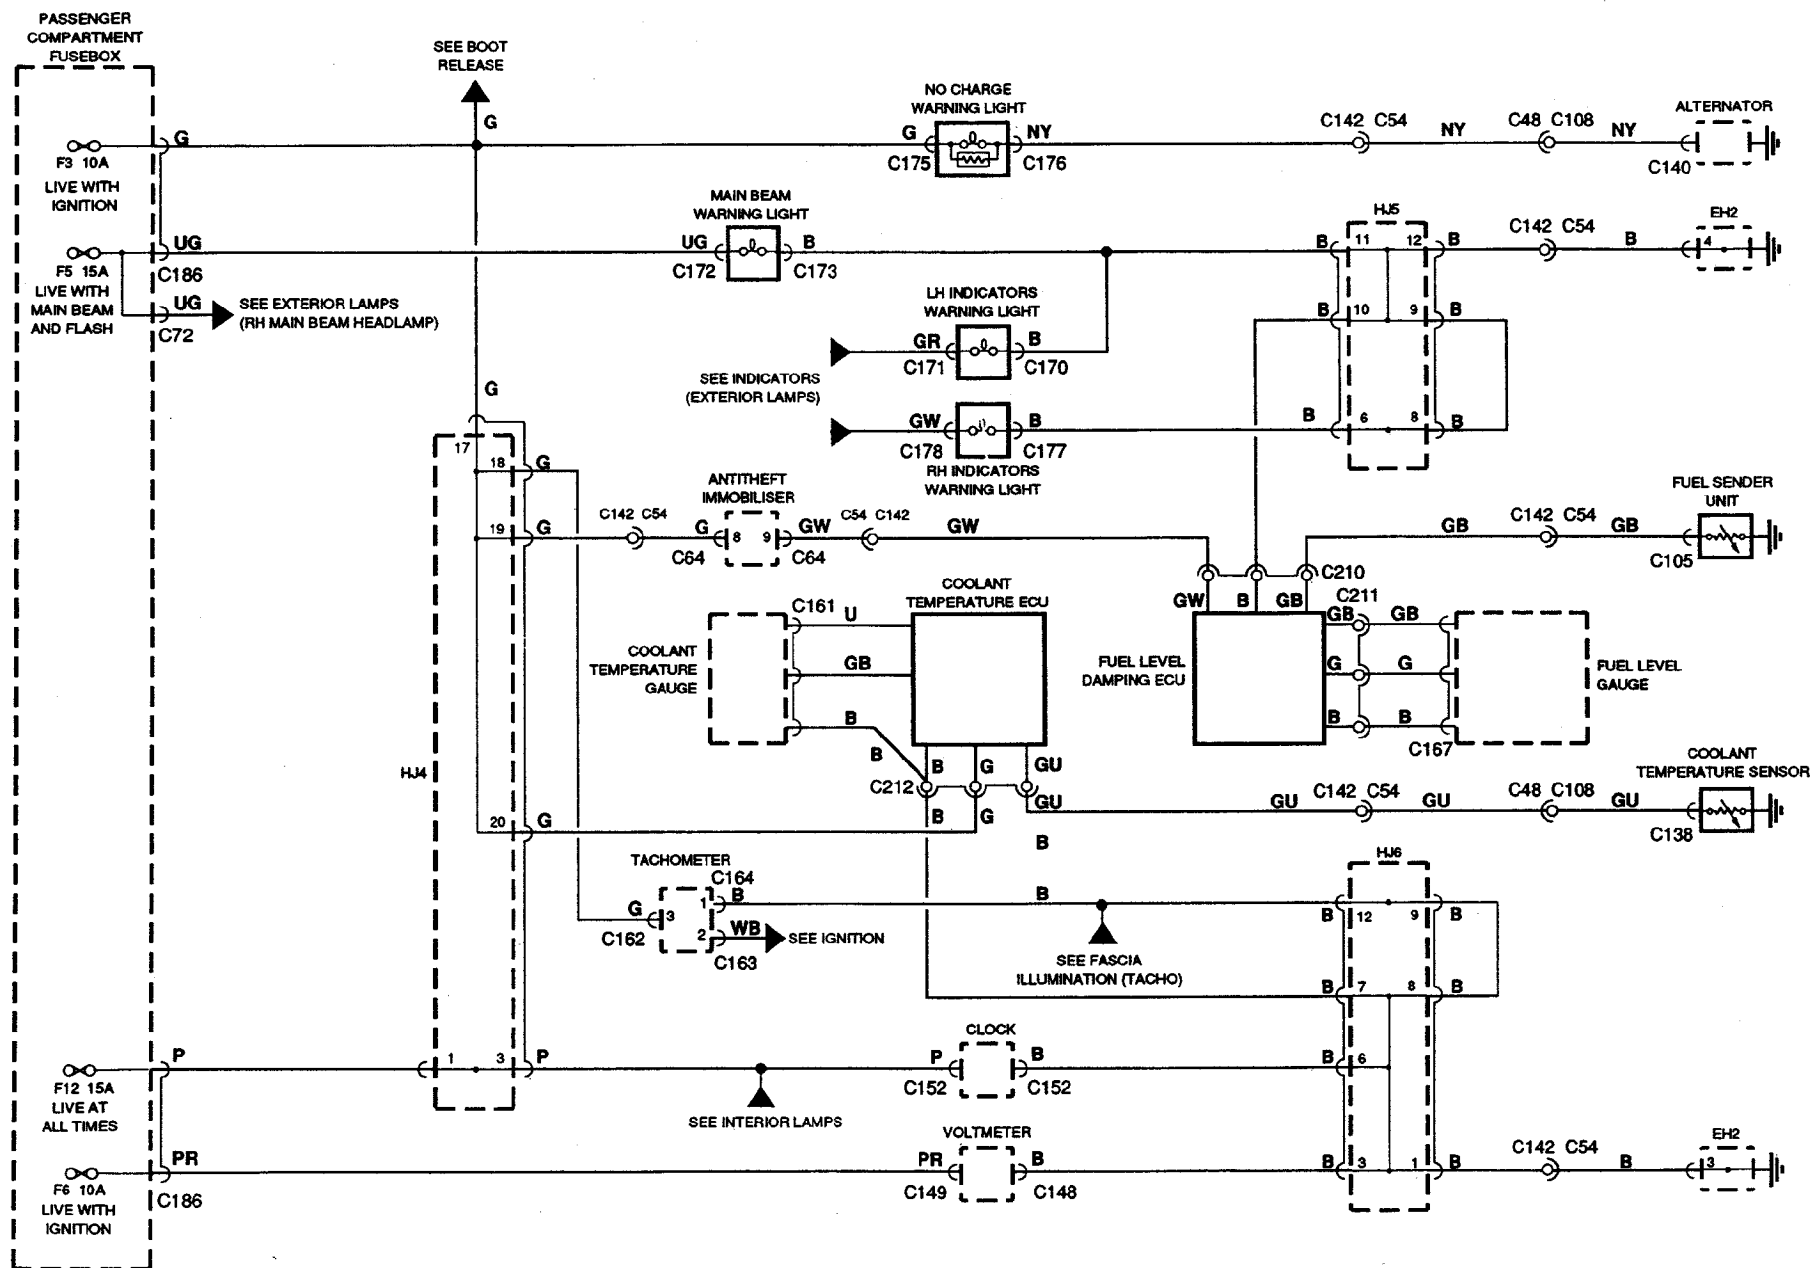 PASSENGER
COMPARTMENT
FUSEBOX
SEE BOOT
RELEASE
G
F3 10A
LIVE WITH
IGNITION
G
NO CHARGE
WARNING LIGHT
G
C175
NY
C176
C142 C54
NY
C48 C108
NY
ALTERNATOR
C140
F5 15A
LIVE WITH
MAIN BEAM
AND FLASH
UG
C186
UG
C72
SEE EXTERIOR LAMPS
(RH MAIN BEAM HEADLAMP)
MAIN BEAM
WARNING LIGHT
UG
C172
B
C173
LH INDICATORS
WARNING LIGHT
GR
C171
B
C170
SEE INDICATORS
(EXTERIOR LAMPS)
GW
C178
B
C177
RH INDICATORS
WARNING LIGHT
HJ5
B
11
12
B
B
10
9
B
B
6
8
B
C142 C54
B
EH2
4
G
17
18
G
19
G
C142 C54
ANTITHEFT
IMMOBILISER
G
C64
8
9
GW
C64
C54 C142
GW
GB
C142 C54
GB
FUEL SENDER
UNIT
C105
C210
GW
B
GB
C211
COOLANT
TEMPERATURE
GAUGE
C161
U
GB
B
B
COOLANT
TEMPERATURE ECU
FUEL LEVEL
DAMPING ECU
GB
GB
G
G
B
B
C167
FUEL LEVEL
GAUGE
B
G
GU
C212
B
G
GU
GU
C142 C54
GU
C48 C108
GU
COOLANT
TEMPERATURE SENSOR
C138
HJ4
20
G
B
TACHOMETER
C164
G
C162
3
1
B
2
WB
C163
SEE IGNITION
B
SEE FASCIA
ILLUMINATION (TACHO)
HJ6
B
12
9
B
B
7
8
B
P
F12 15A
LIVE AT
ALL TIMES
1
3
P
SEE INTERIOR LAMPS
CLOCK
P
C152
B
C152
B
6
PR
F6 10A
LIVE WITH
IGNITION
C186
VOLTMETER
PR
C149
B
C148
B
3
1
B
C142 C54
B
EH2
3